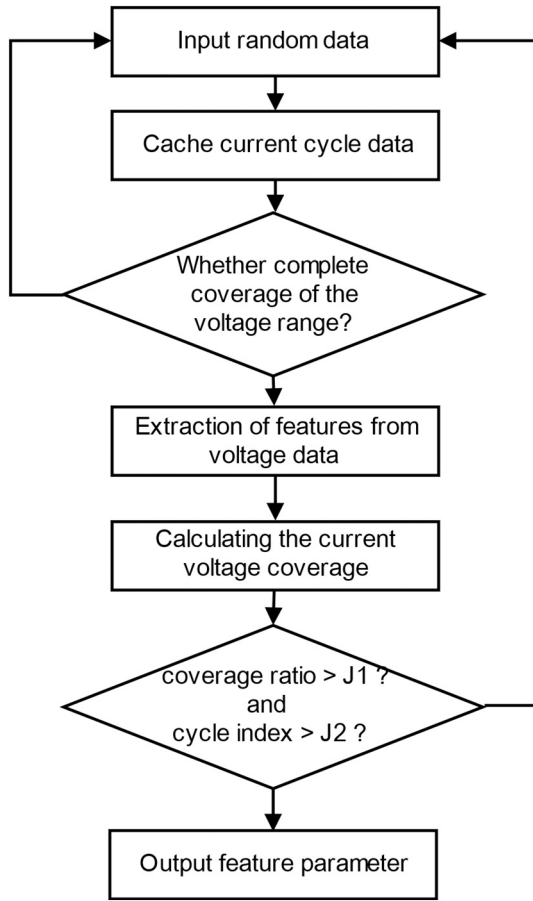 Input random data
Cache current cycle data
Whether complete
coverage of the
voltage range?
Extraction of features from
voltage data
Calculating the current
voltage coverage
coverage ratio > J1 ?
and
cycle index > J2 ?
Output feature parameter